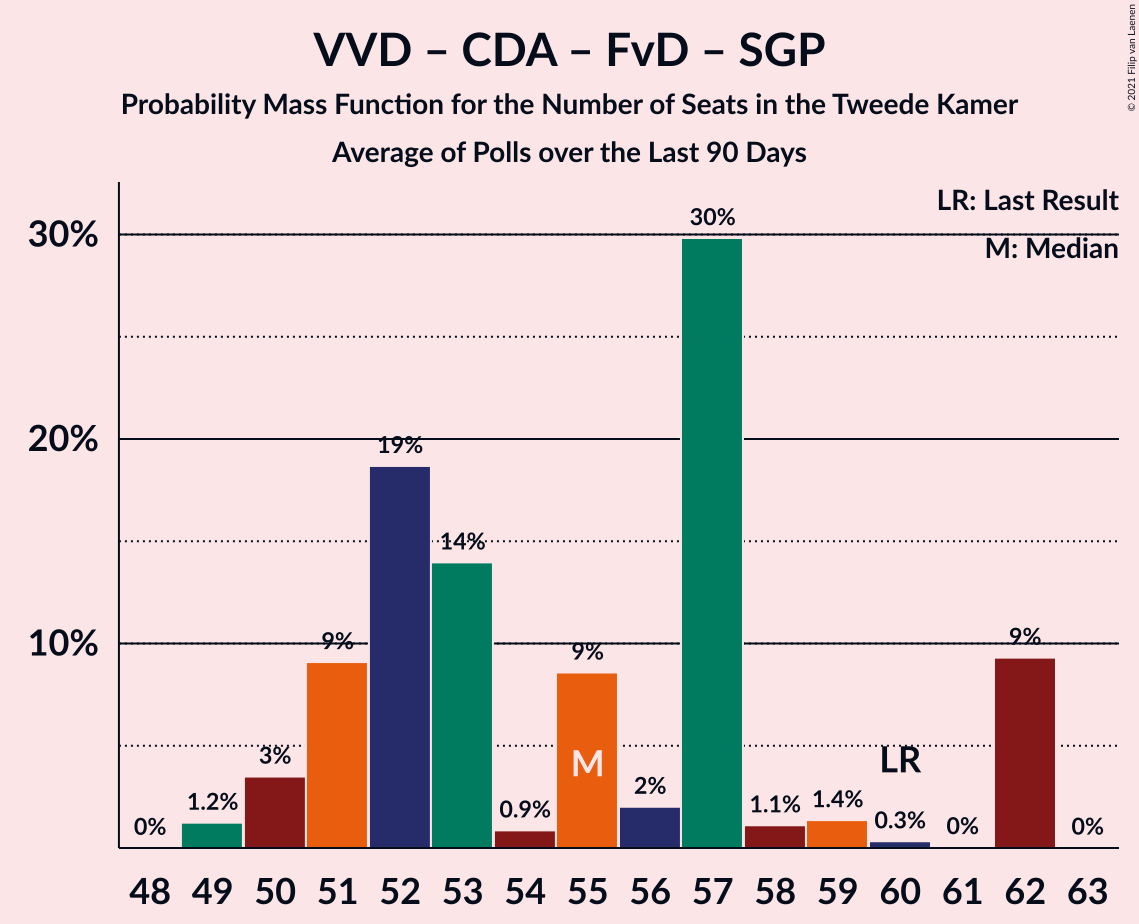 VVD – CDA – FvD – SGP
Probability Mass Function for the Number of Seats in the Tweede Kamer
Average of Polls over the Last 90 Days
© 2021 Filip van Laenen
LR: Last Result
M: Median
30%
20%
10%
0%
1.2%
3%
9%
19%
14%
0.9%
9%
2%
30%
1.1%
1.4%
0.3%
0%
9%
0%
M
LR
48 49 50 51 52 53 54 55 56 57 58 59 60 61 62 63